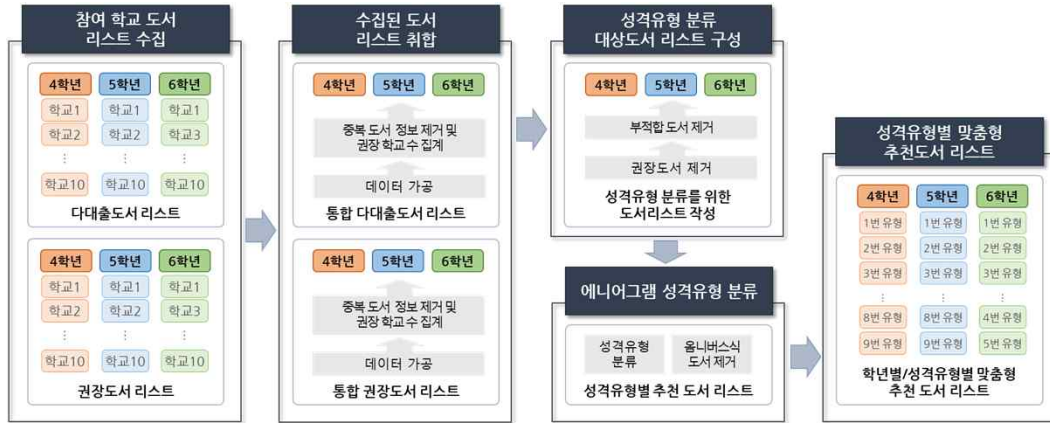 참여 학교 도서
리스트 수집
4학년 5학년 6학년
학교1 학교1 학교1
학교2 학교2 학교3
⋮ ⋮ ⋮
학교10 학교10 학교10
다대출도서 리스트
4학년 5학년 6학년
학교1 학교1 학교1
학교2 학교2 학교3
⋮ ⋮ ⋮
학교10 학교10 학교10
권장도서 리스트
수집된 도서
리스트 취합
4학년 5학년 6학년
중복 도서 정보 제거 및
권장 학교 수 집계
데이터 가공
통합 다대출도서 리스트
4학년 5학년 6학년
중복 도서 정보 제거 및
권장 학교 수 집계
데이터 가공
통합 권장도서 리스트
성격유형 분류
대상도서 리스트 구성
4학년 5학년 6학년
부적합 도서 제거
권장도서 제거
성격유형 분류를 위한
도서리스트 작성
에니어그램 성격유형 분류
성격유형
분류
옴니버스식
도서 제거
성격유형별 추천 도서 리스트
성격유형별 맞춤형
추천도서 리스트
4학년 5학년 6학년
1번 유형 1번 유형 1번 유형
2번 유형 2번 유형 2번 유형
3번 유형 3번 유형 3번 유형
⋮ ⋮ ⋮
8번 유형 8번 유형 4번 유형
9번 유형 9번 유형 5번 유형
학년별/성격유형별 맞춤형
추천 도서 리스트